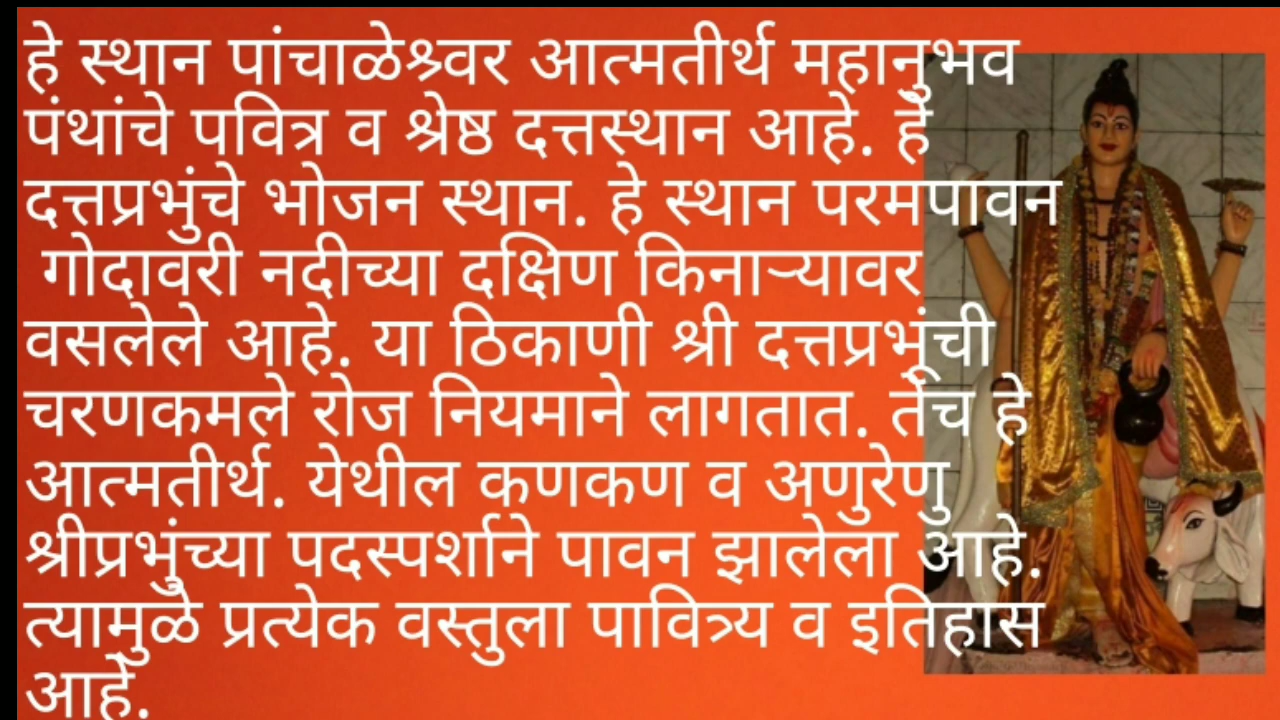 हे स्थान पांचाळेश्र्वर आत्मतीर्थ महानुभव
पंथांचे पवित्र व श्रेष्ठ दत्तस्थान आहे. हे
दत्तप्रभुंचे भोजन स्थान. हे स्थान परमपावन
गोदावरी नदीच्या दक्षिण किनाऱ्यावर
वसलेले आहे. या ठिकाणी श्री दत्तप्रभूंची
चरणकमले रोज नियमाने लागतात. तेच हे
आत्मतीर्थ. येथील कणकण व अणुरेणु
श्रीप्रभुंच्या पदस्पर्शाने पावन झालेला आहे.
त्यामुळे प्रत्येक वस्तुला पावित्र्य व इतिहास
आहे.